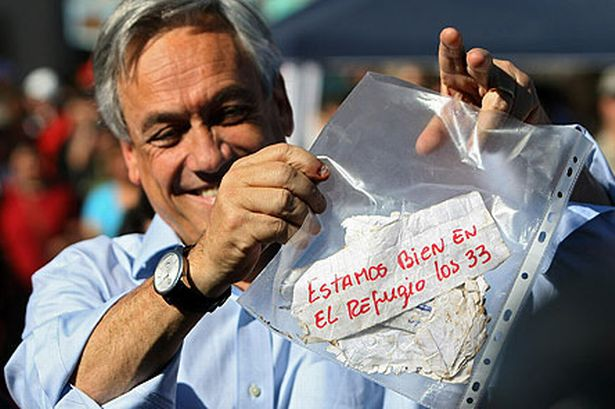 ESTAMOS BIEN EN
EL REFUGIO LOS 33